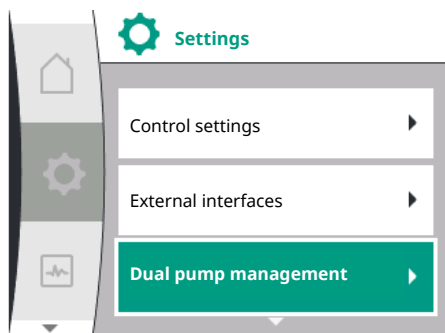 Settings
Control settings
External interfaces
Dual pump management